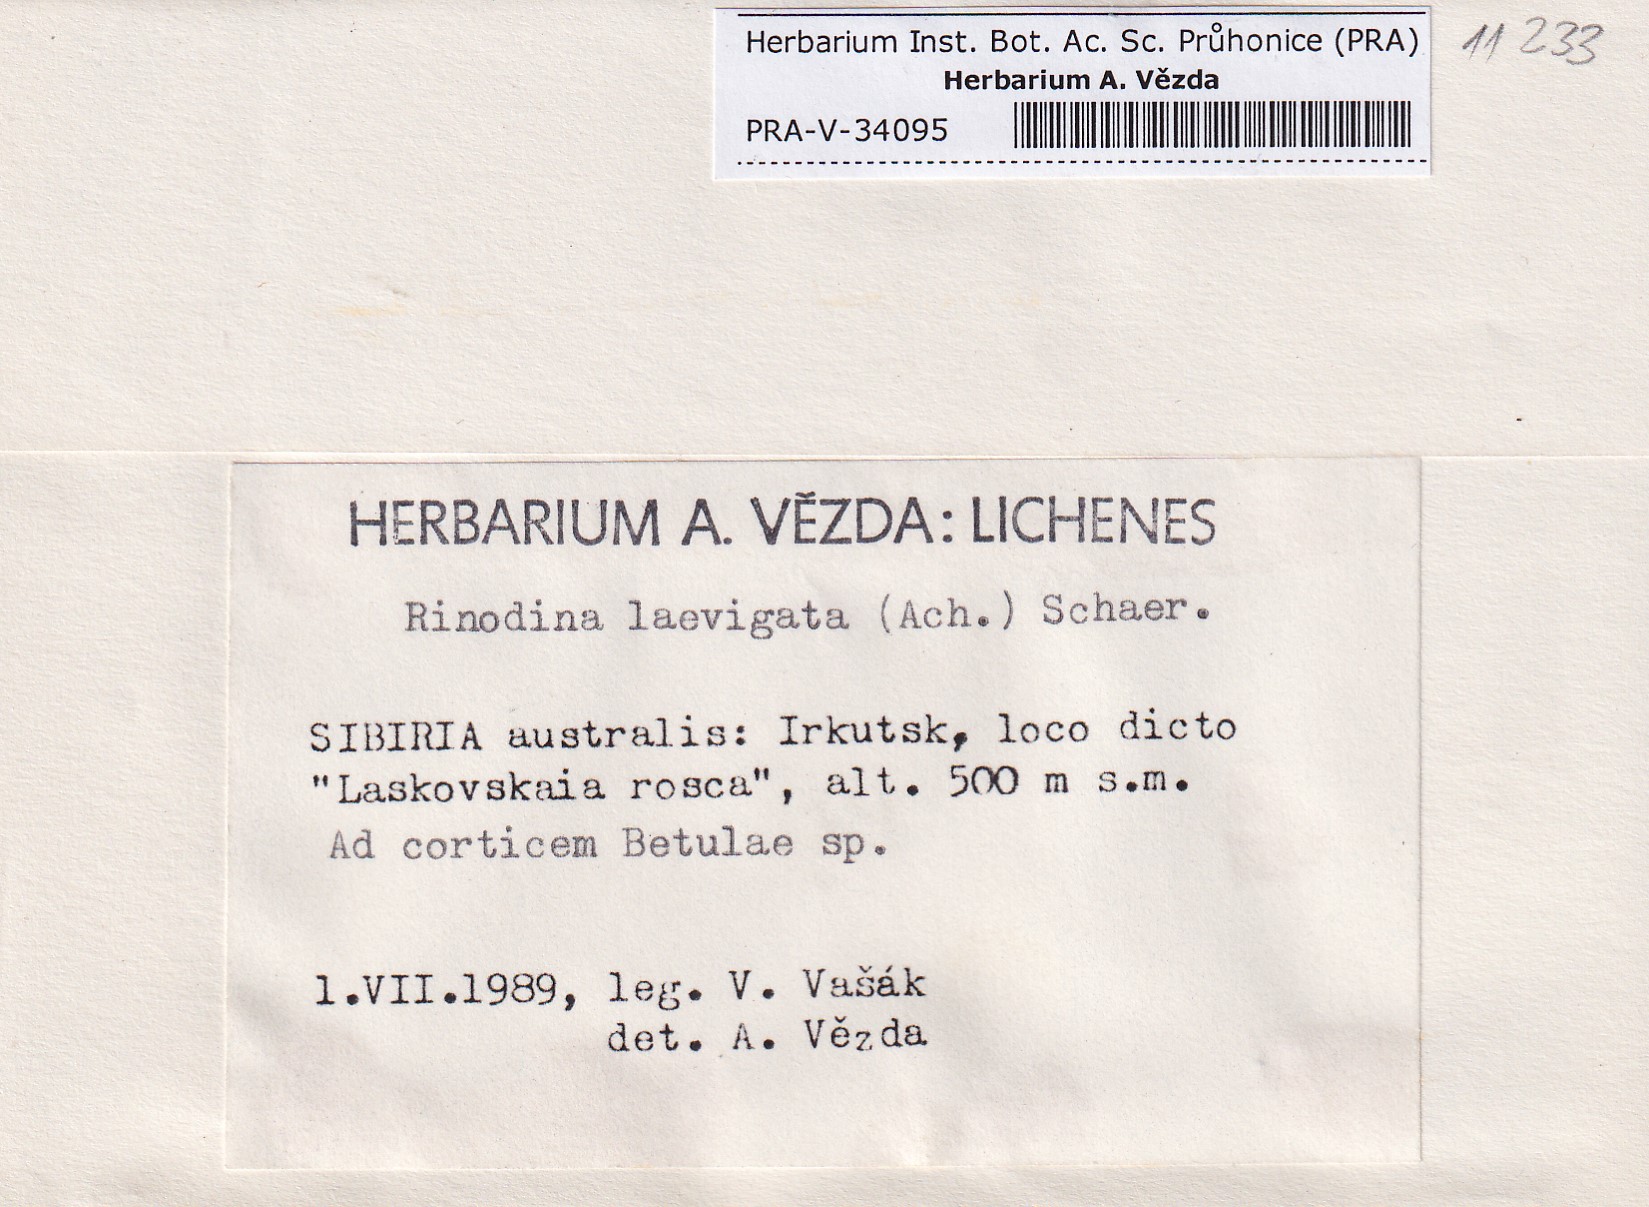 Herbarium Inst. Bot. Ac. Sc. Průhonice (PRA)
Herbarium A. Vězda
PRA-V-34095
11 233
HERBARIUM A. VĚZDA: LICHENES
Rinodina laevigata (Ach.) Schaer.
SIBIRIA australis: Irkutsk, loco dicto
"Laskovskaia rosca", alt. 500 m s.m.
Ad corticem Betulae sp.
1.VII.1989, leg. V. Vašák
det. A. Vězda